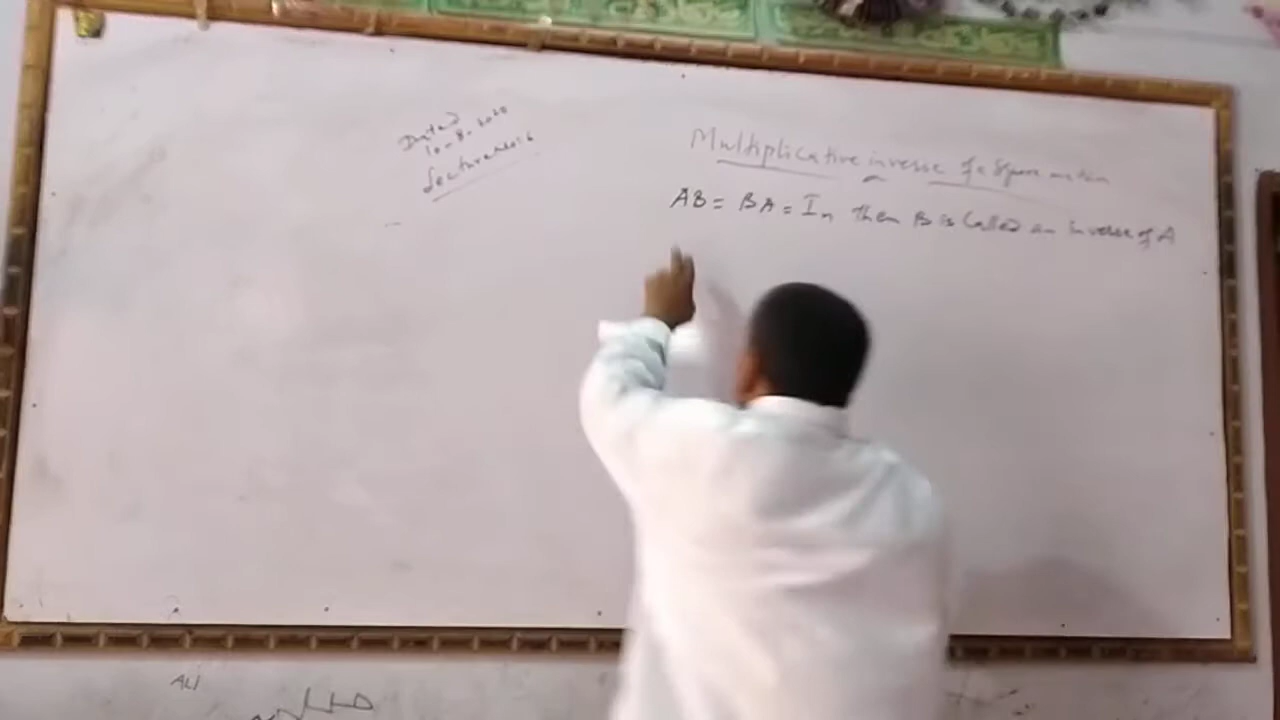 Dated
10-8-2020
Lecture No: 6
Multiplicative inverse of a Square matrix
AB = BA = In then B is called an inverse of A
ALI